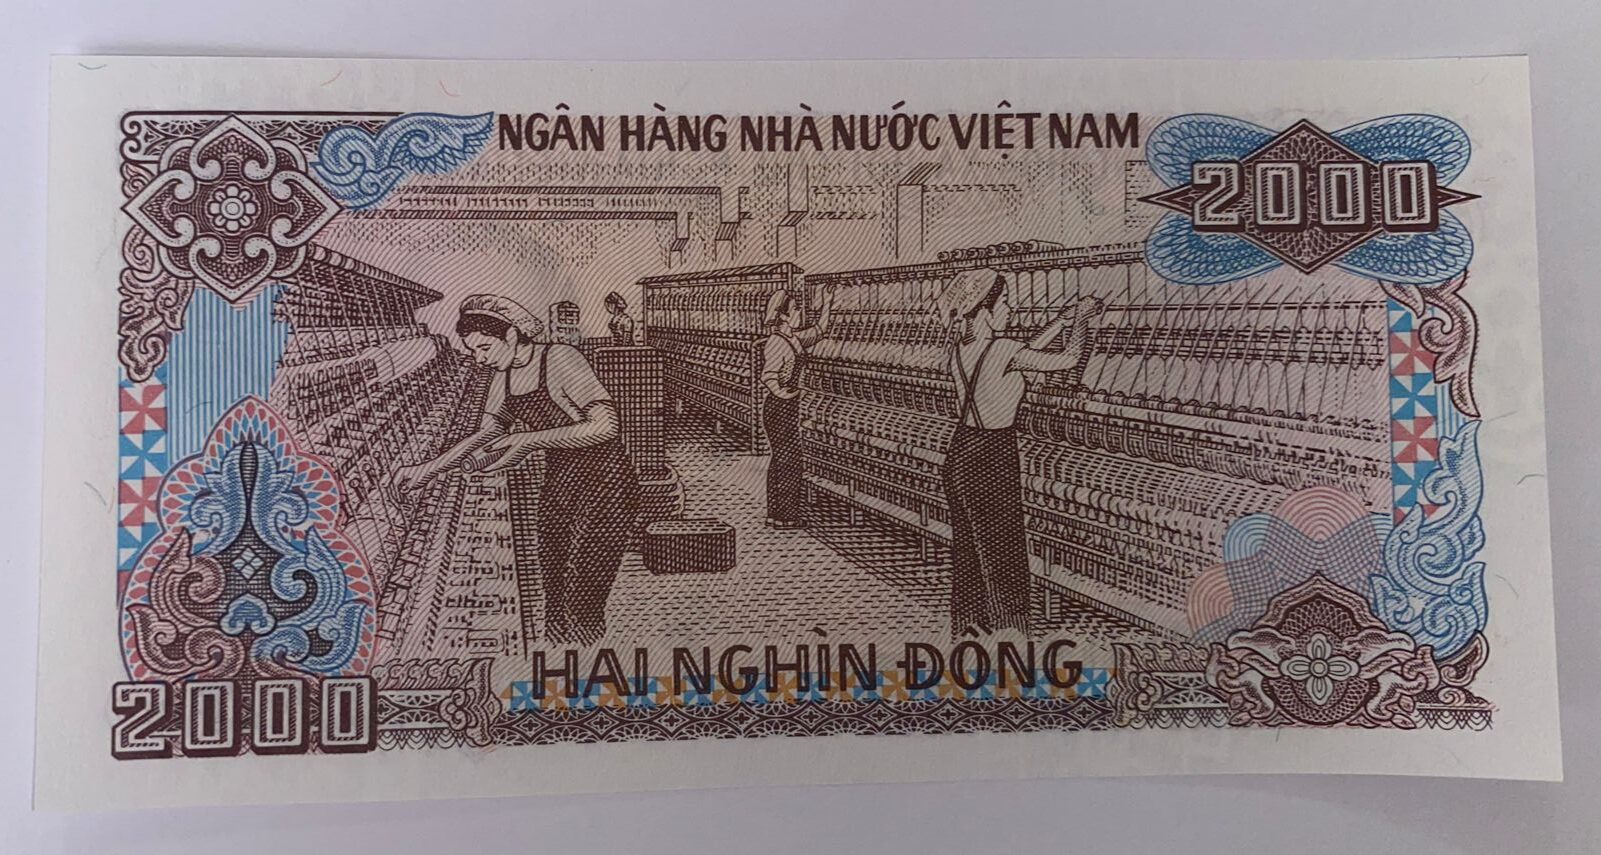 NGÂN HÀNG NHÀ NƯỚC VIỆT NAM
2000
HAI NGHÌN ĐỒNG
2000